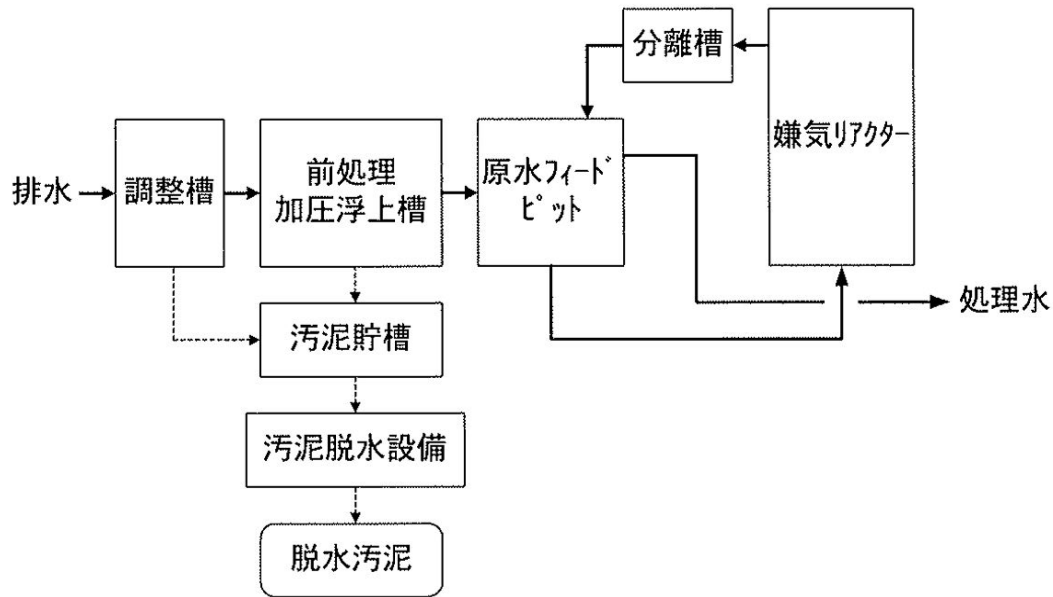 分離槽
嫌気ﾘｱｸﾀｰ
排水
調整槽
前処理
加圧浮上槽
原水ﾌｨｰﾄﾞ
ﾋﾟｯﾄ
処理水
汚泥貯槽
汚泥脱水設備
脱水汚泥